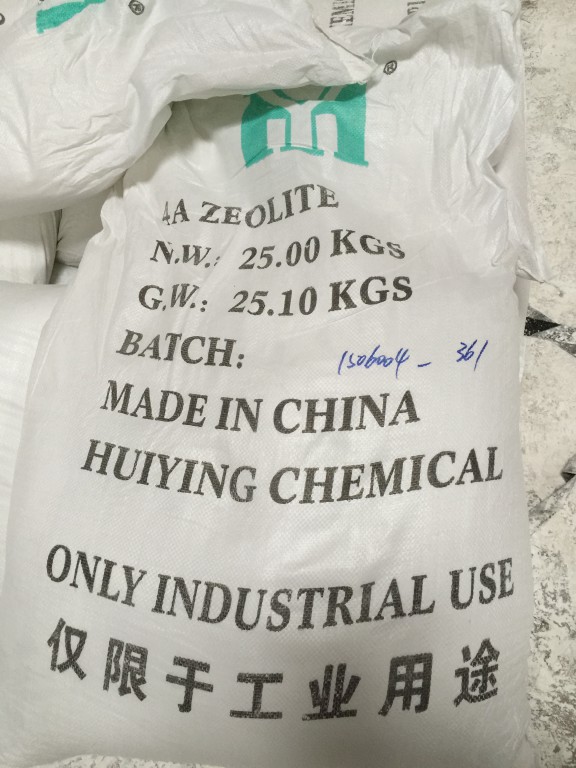 ®
®
4A ZEOLITE
N.W.: 25.00 KGS
G.W.: 25.10 KGS
BATCH: 1506004 - 361
MADE IN CHINA
HUIYING CHEMICAL
ONLY INDUSTRIAL USE
仅限于工业用途